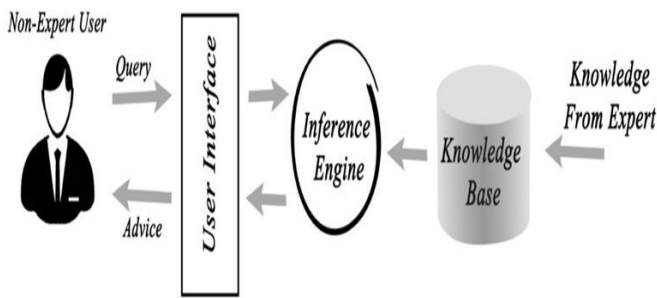 Non-Expert User
Query
Advice
User Interface
Inference
Engine
Knowledge
Base
Knowledge
From Expert